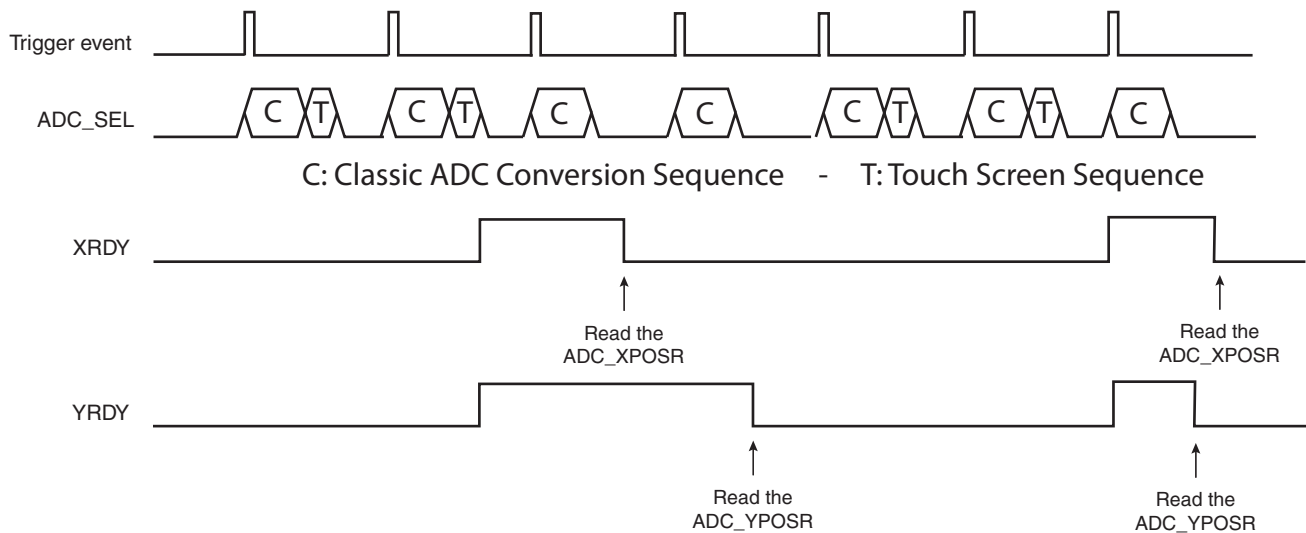 Trigger event
ADC_SEL
C T C T C C C T C T C
C: Classic ADC Conversion Sequence - T: Touch Screen Sequence
XRDY
Read the
ADC_XPOSR
Read the
ADC_XPOSR
YRDY
Read the
ADC_YPOSR
Read the
ADC_YPOSR